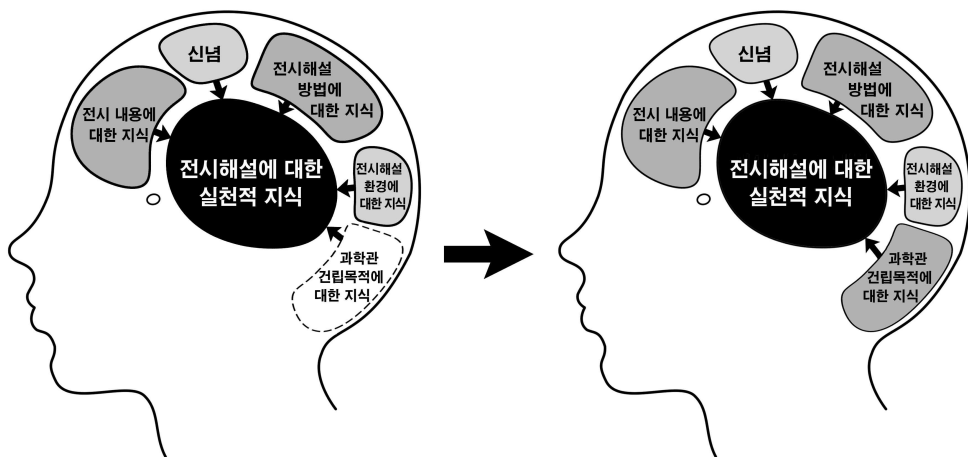 신념
전시해설
방법에
대한 지식
전시 내용에
대한 지식
전시해설에 대한
실천적 지식
전시해설
환경에
대한 지식
과학관
건립목적에
대한 지식
신념
전시해설
방법에
대한 지식
전시 내용에
대한 지식
전시해설에 대한
실천적 지식
전시해설
환경에
대한 지식
과학관
건립목적에
대한 지식